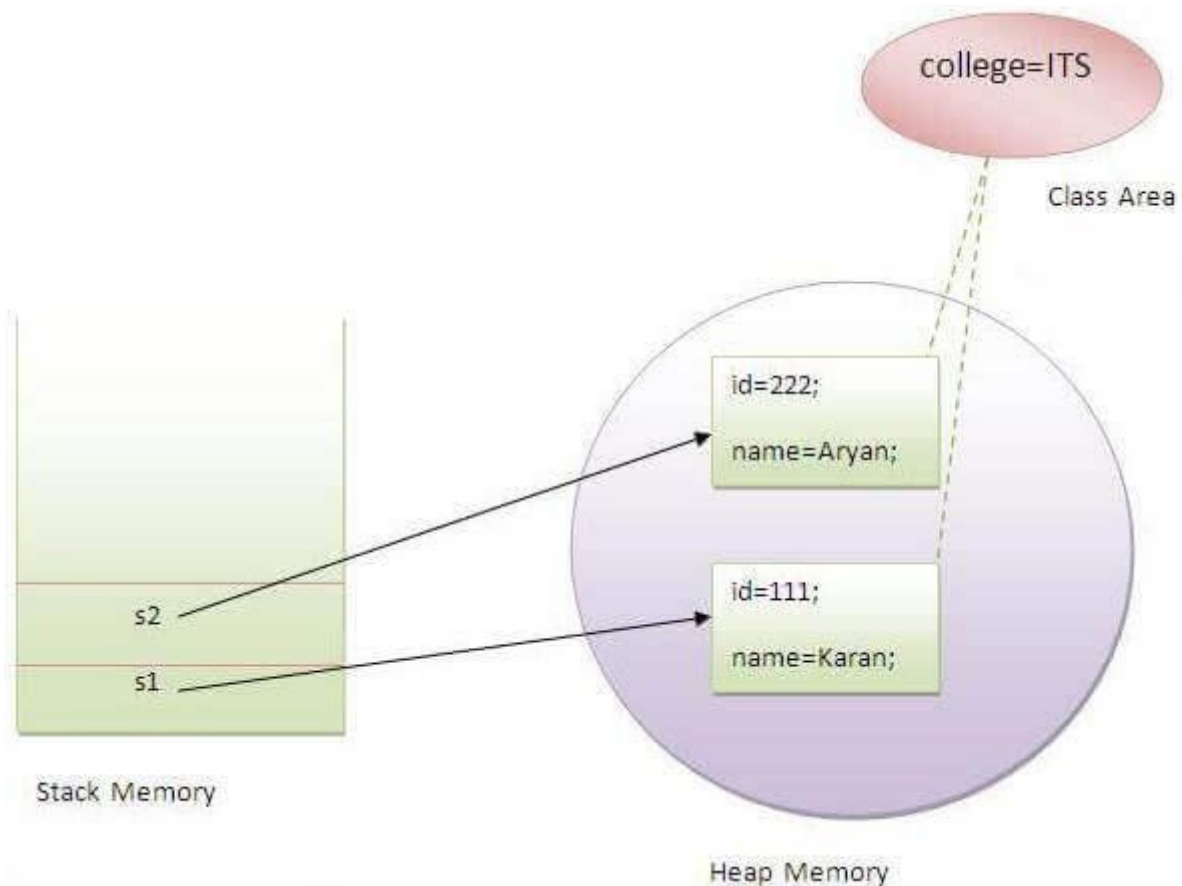 college=ITS
Class Area
id=222;
name=Aryan;
s2
id=111;
name=Karan;
s1
Stack Memory
Heap Memory